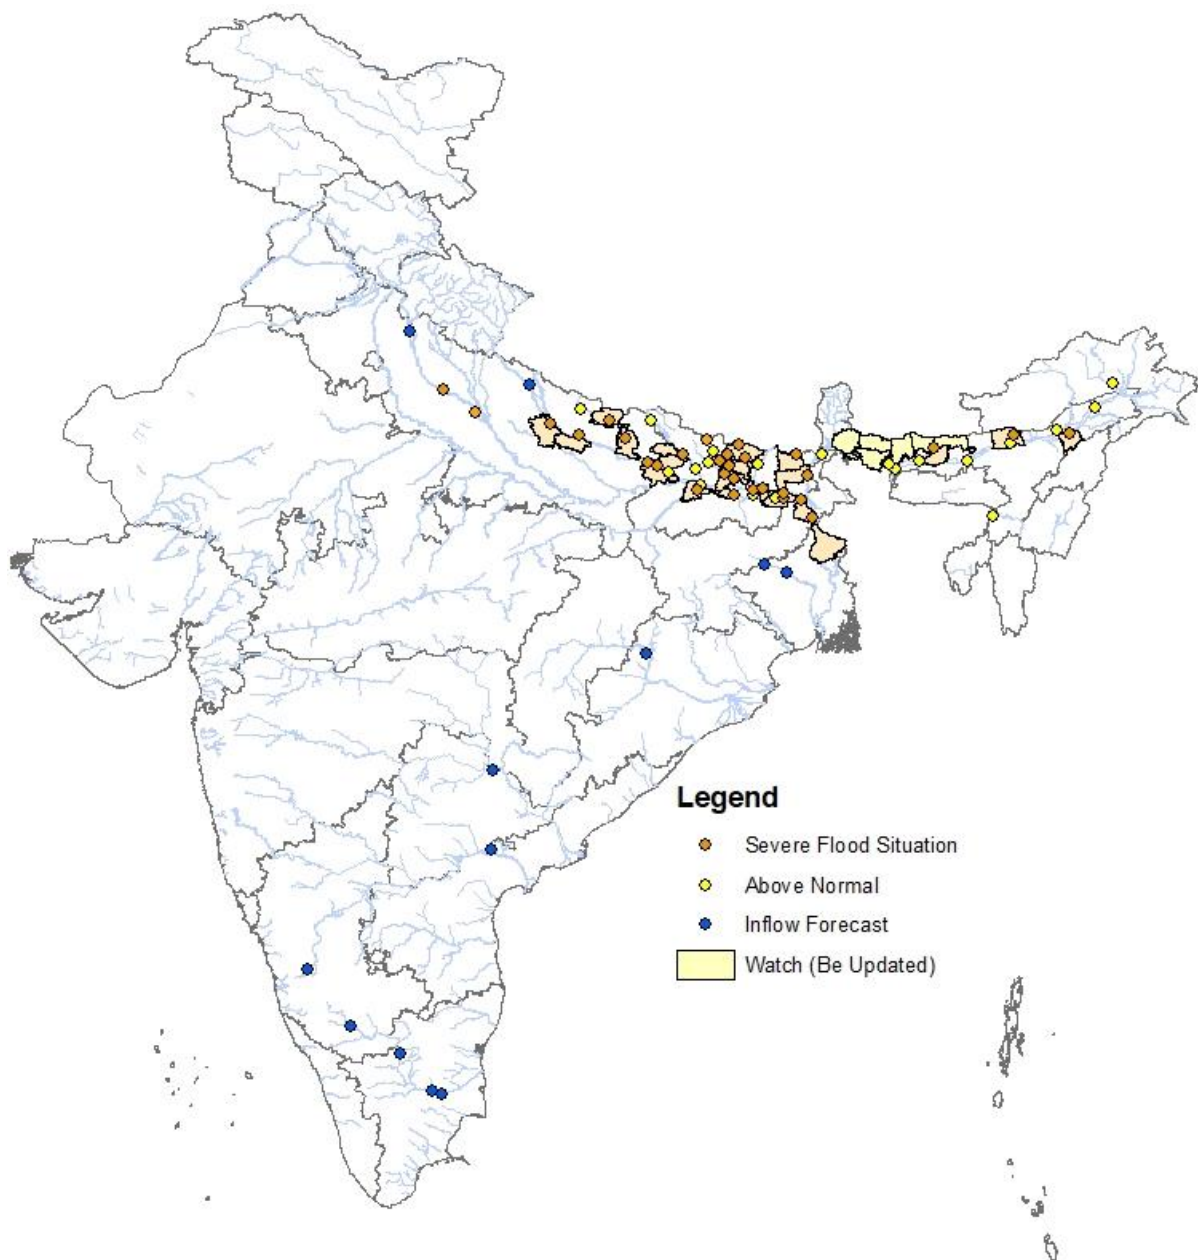 Legend
Severe Flood Situation
Above Normal
Inflow Forecast
Watch (Be Updated)